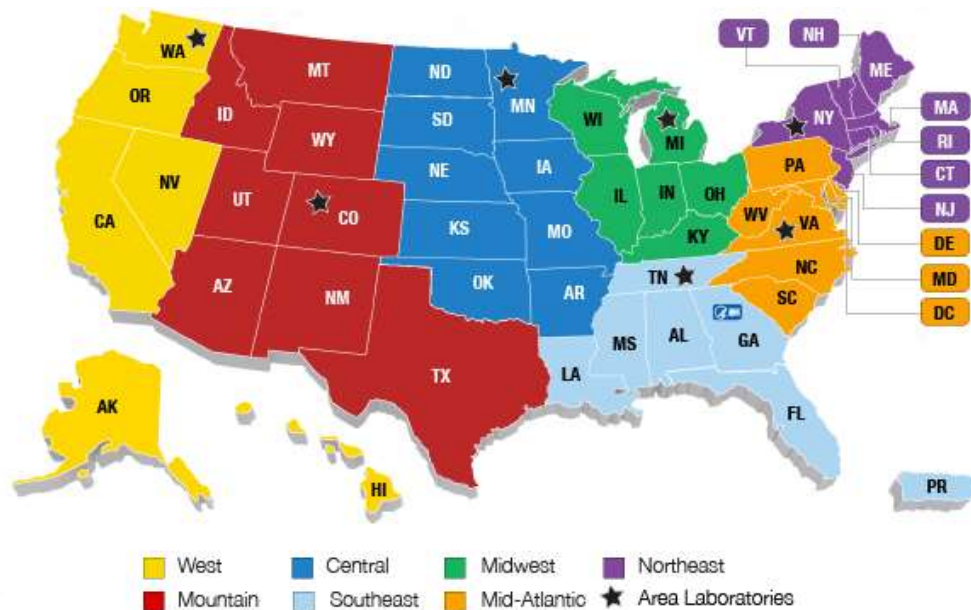 VT NH
WA MT ND ME
OR MN
ID SD WI NY MA
WY MI RI
NV NE IA PA CT
CA UT IL IN OH NJ
CO WV VA
KS MO KY DE
AZ NM OK AR TN NC MD
SC DC
MS AL GA
TX LA
AK FL
HI PR
West Central Midwest Northeast
Mountain Southeast Mid-Atlantic Area Laboratories